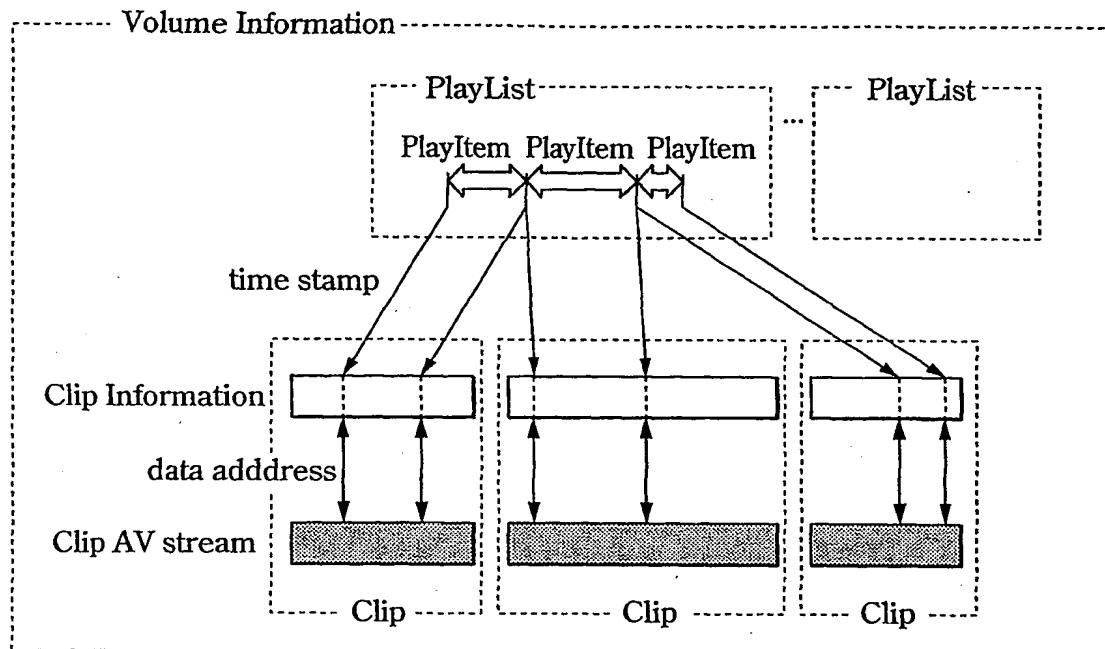 Volume Information
PlayList
PlayList
...
PlayItem PlayItem PlayItem
time stamp
Clip Information
data adddress
Clip AV stream
Clip
Clip
Clip